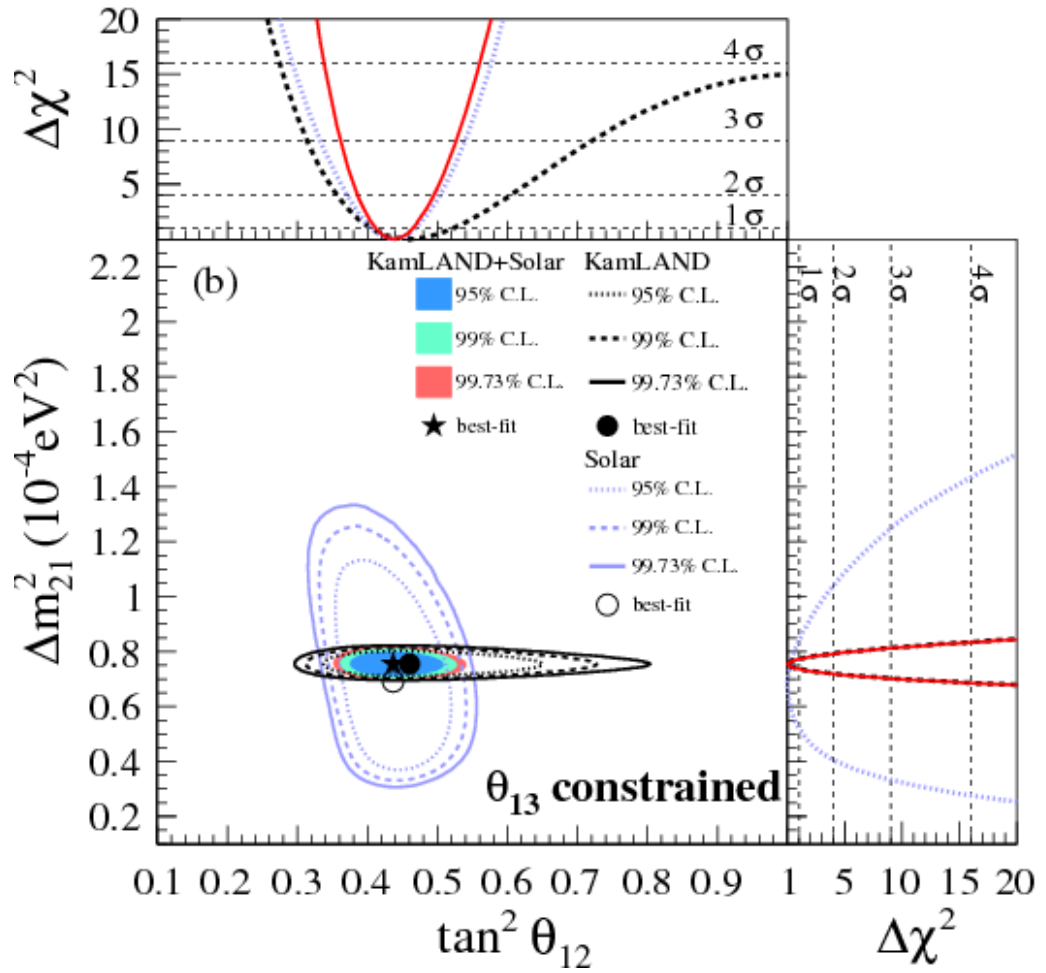 20
15
10
5
Δχ²
4σ
3σ
2σ
1σ
(b)
KamLAND+Solar
95% C.L.
99% C.L.
99.73% C.L.
best-fit
KamLAND
95% C.L.
99% C.L.
99.73% C.L.
best-fit
Solar
95% C.L.
99% C.L.
99.73% C.L.
best-fit
θ₁₃ constrained
2.2
2
1.8
1.6
1.4
1.2
1
0.8
0.6
0.4
0.2
Δm²₂₁ (10⁻⁴ eV²)
1σ
2σ
3σ
4σ
0.1 0.2 0.3 0.4 0.5 0.6 0.7 0.8 0.9 1 5 10 15 20
tan² θ₁₂
Δχ²